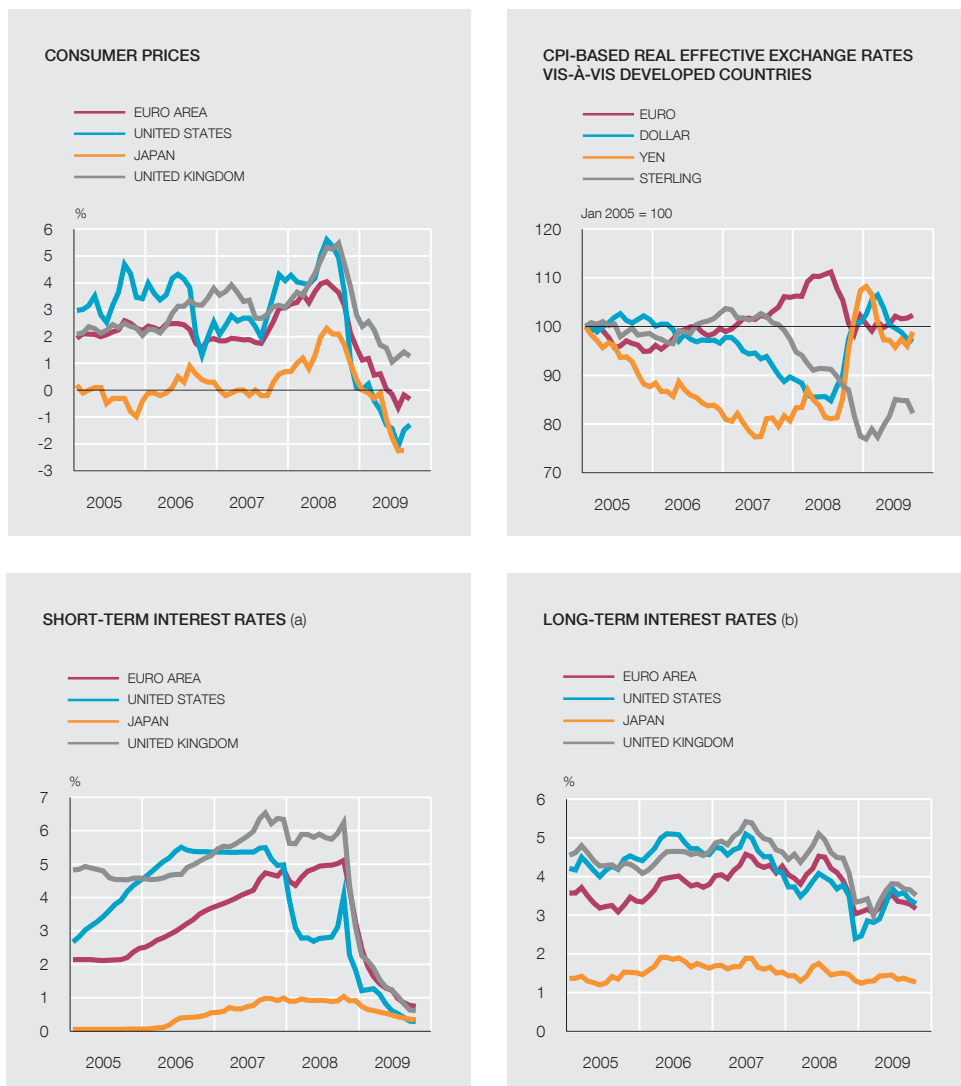 CONSUMER PRICES
EURO AREA
UNITED STATES
JAPAN
UNITED KINGDOM
%
6
5
4
3
2
1
0
-1
-2
-3
2005 2006 2007 2008 2009
CPI-BASED REAL EFFECTIVE EXCHANGE RATES
VIS-À-VIS DEVELOPED COUNTRIES
EURO
DOLLAR
YEN
STERLING
Jan 2005 = 100
120
110
100
90
80
70
2005 2006 2007 2008 2009
SHORT-TERM INTEREST RATES (a)
EURO AREA
UNITED STATES
JAPAN
UNITED KINGDOM
%
7
6
5
4
3
2
1
0
2005 2006 2007 2008 2009
LONG-TERM INTEREST RATES (b)
EURO AREA
UNITED STATES
JAPAN
UNITED KINGDOM
%
6
5
4
3
2
1
0
2005 2006 2007 2008 2009